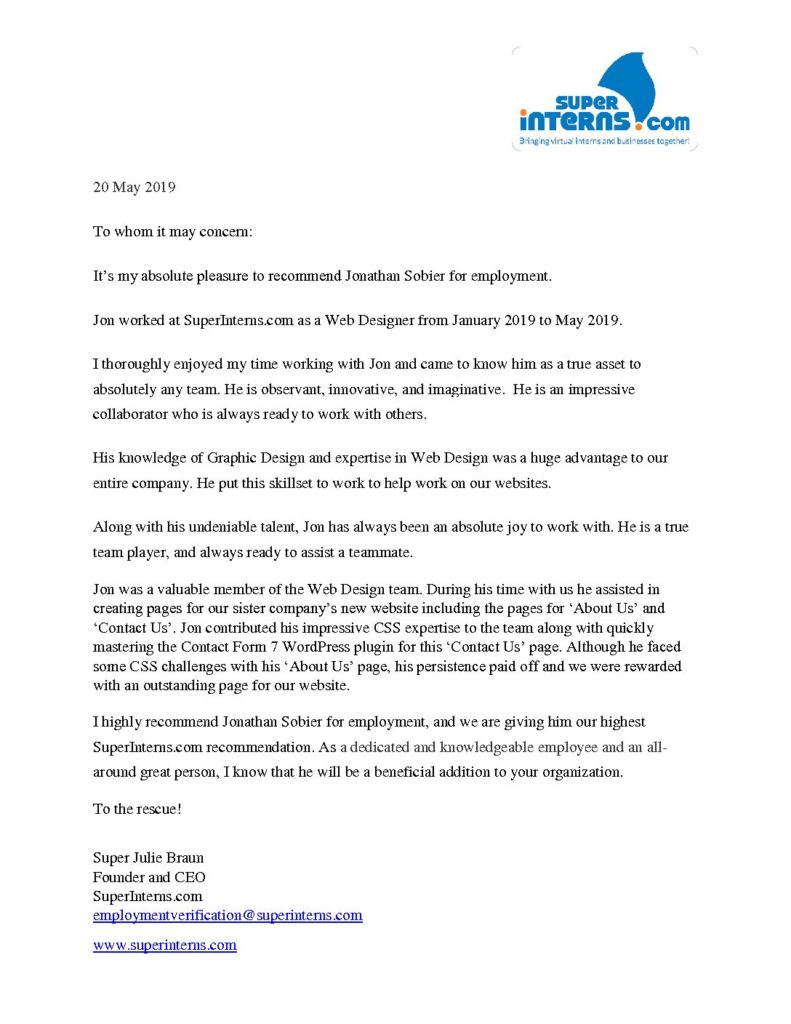 SUPER
INTERNS.com
Bringing virtual interns and businesses together!
20 May 2019
To whom it may concern:
It’s my absolute pleasure to recommend Jonathan Sobier for employment.
Jon worked at SuperInterns.com as a Web Designer from January 2019 to May 2019.
I thoroughly enjoyed my time working with Jon and came to know him as a true asset to
absolutely any team. He is observant, innovative, and imaginative.  He is an impressive
collaborator who is always ready to work with others.
His knowledge of Graphic Design and expertise in Web Design was a huge advantage to our
entire company. He put this skillset to work to help work on our websites.
Along with his undeniable talent, Jon has always been an absolute joy to work with. He is a true
team player, and always ready to assist a teammate.
Jon was a valuable member of the Web Design team. During his time with us he assisted in
creating pages for our sister company’s new website including the pages for ‘About Us’ and
‘Contact Us’. Jon contributed his impressive CSS expertise to the team along with quickly
mastering the Contact Form 7 WordPress plugin for this ‘Contact Us’ page. Although he faced
some CSS challenges with his ‘About Us’ page, his persistence paid off and we were rewarded
with an outstanding page for our website.
I highly recommend Jonathan Sobier for employment, and we are giving him our highest
SuperInterns.com recommendation. As a dedicated and knowledgeable employee and an all-
around great person, I know that he will be a beneficial addition to your organization.
To the rescue!
Super Julie Braun
Founder and CEO
SuperInterns.com
employmentverification@superinterns.com
www.superinterns.com